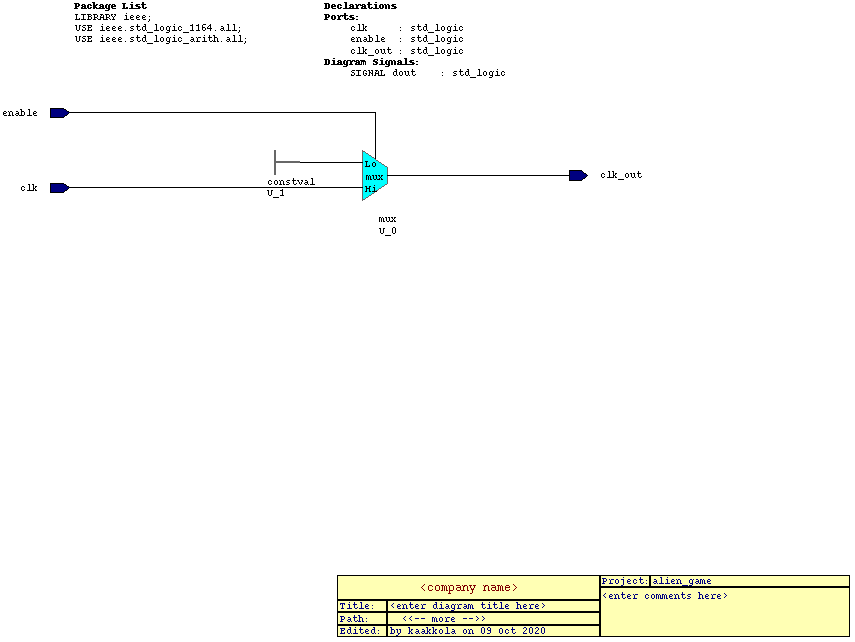 Package List
LIBRARY ieee;
USE ieee.std_logic_1164.all;
USE ieee.std_logic_arith.all;
Declarations
Ports:
clk : std_logic
enable : std_logic
clk_out : std_logic
Diagram Signals:
SIGNAL dout : std_logic
enable
clk
constval
U_1
Lo
mux
Hi
mux
U_0
clk_out
<company name>
Title: <enter diagram title here>
Path: <<-- more -->>
Edited: by kaakkola on 09 Oct 2020
Project: alien_game
<enter comments here>